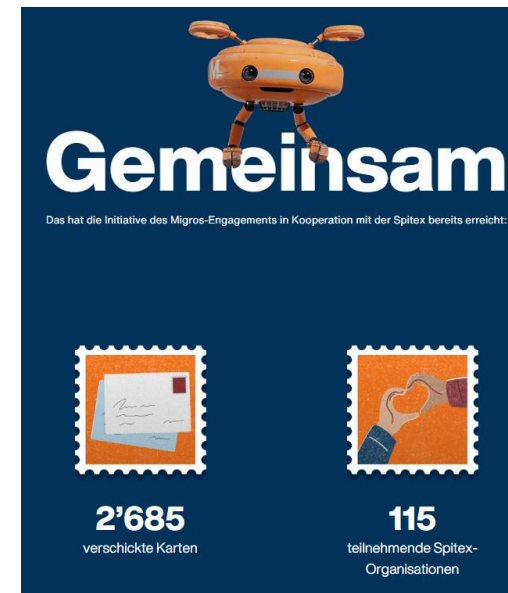 Gemeinsam
Das hat die Initiative des Migros-Engagements in Kooperation mit der Spitex bereits erreicht:
2’685
verschickte Karten
115
teilnehmende Spitex-
Organisationen